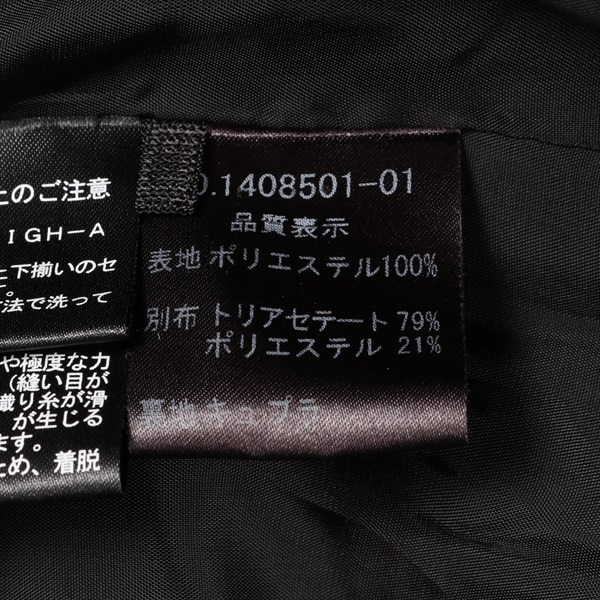 上のご注意
IGH-A
上下揃いのセ
方法で洗って
や極度な力
(縫い目が
織り糸が滑
が生じる
ます。
ため、着脱
O.1408501-01
品質表示
表地 ポリエステル100%
別布 トリアセテート 79%
ポリエステル 21%
裏地 キュプラ